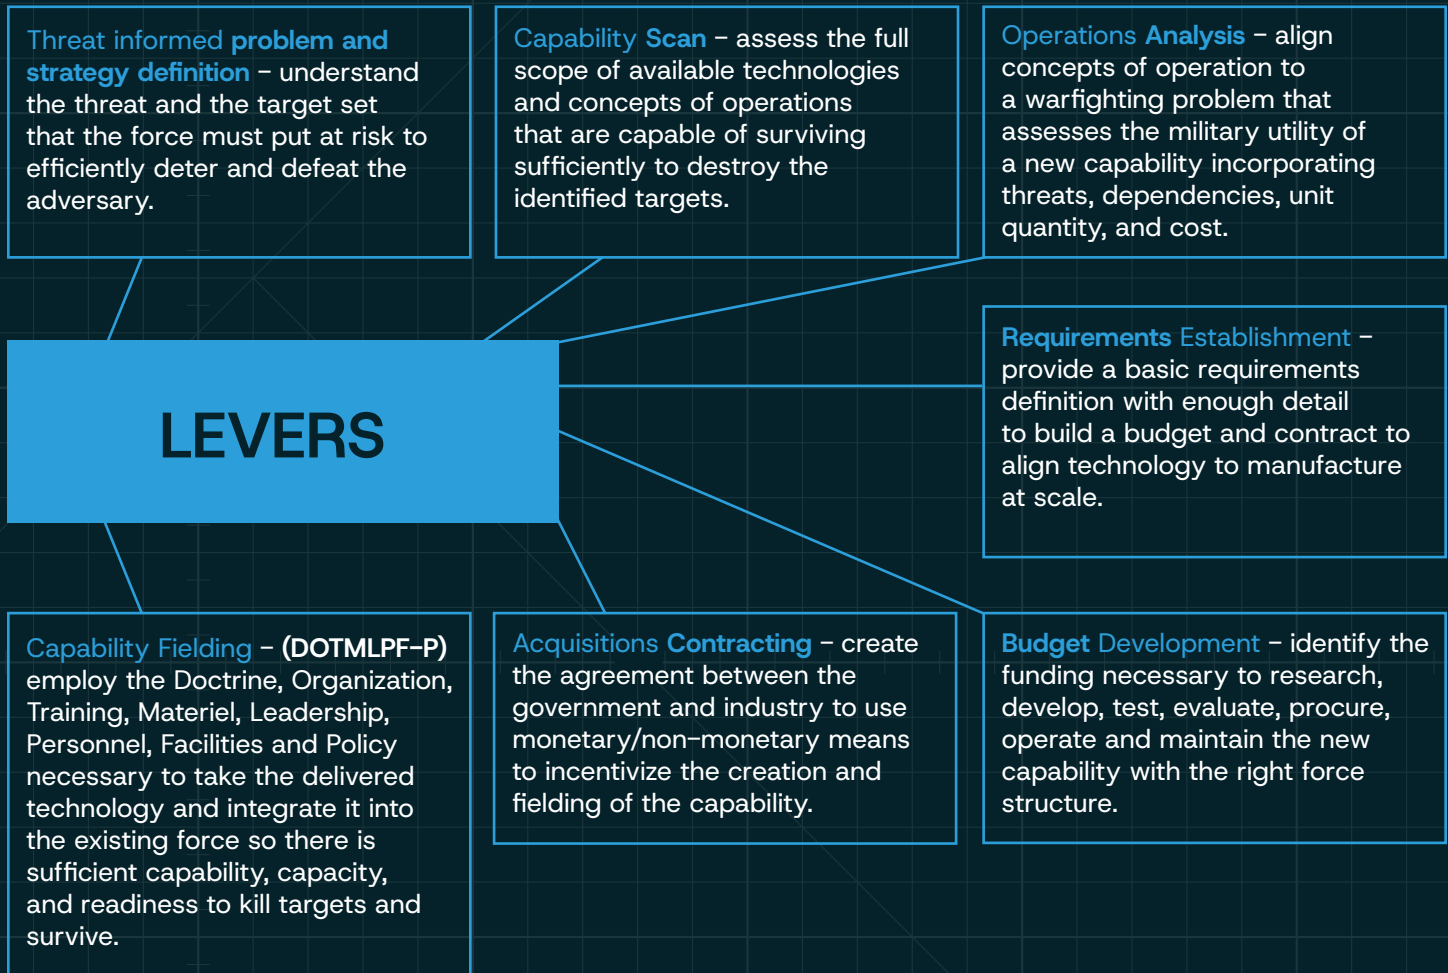 Threat informed problem and
strategy definition – understand
the threat and the target set
that the force must put at risk to
efficiently deter and defeat the
adversary.
Capability Scan – assess the full
scope of available technologies
and concepts of operations
that are capable of surviving
sufficiently to destroy the
identified targets.
Operations Analysis – align
concepts of operation to
a warfighting problem that
assesses the military utility of
a new capability incorporating
threats, dependencies, unit
quantity, and cost.
LEVERS
Requirements Establishment –
provide a basic requirements
definition with enough detail
to build a budget and contract to
align technology to manufacture
at scale.
Capability Fielding – (DOTMLPF-P)
employ the Doctrine, Organization,
Training, Materiel, Leadership,
Personnel, Facilities and Policy
necessary to take the delivered
technology and integrate it into
the existing force so there is
sufficient capability, capacity,
and readiness to kill targets and
survive.
Acquisitions Contracting – create
the agreement between the
government and industry to use
monetary/non-monetary means
to incentivize the creation and
fielding of the capability.
Budget Development – identify the
funding necessary to research,
develop, test, evaluate, procure,
operate and maintain the new
capability with the right force
structure.